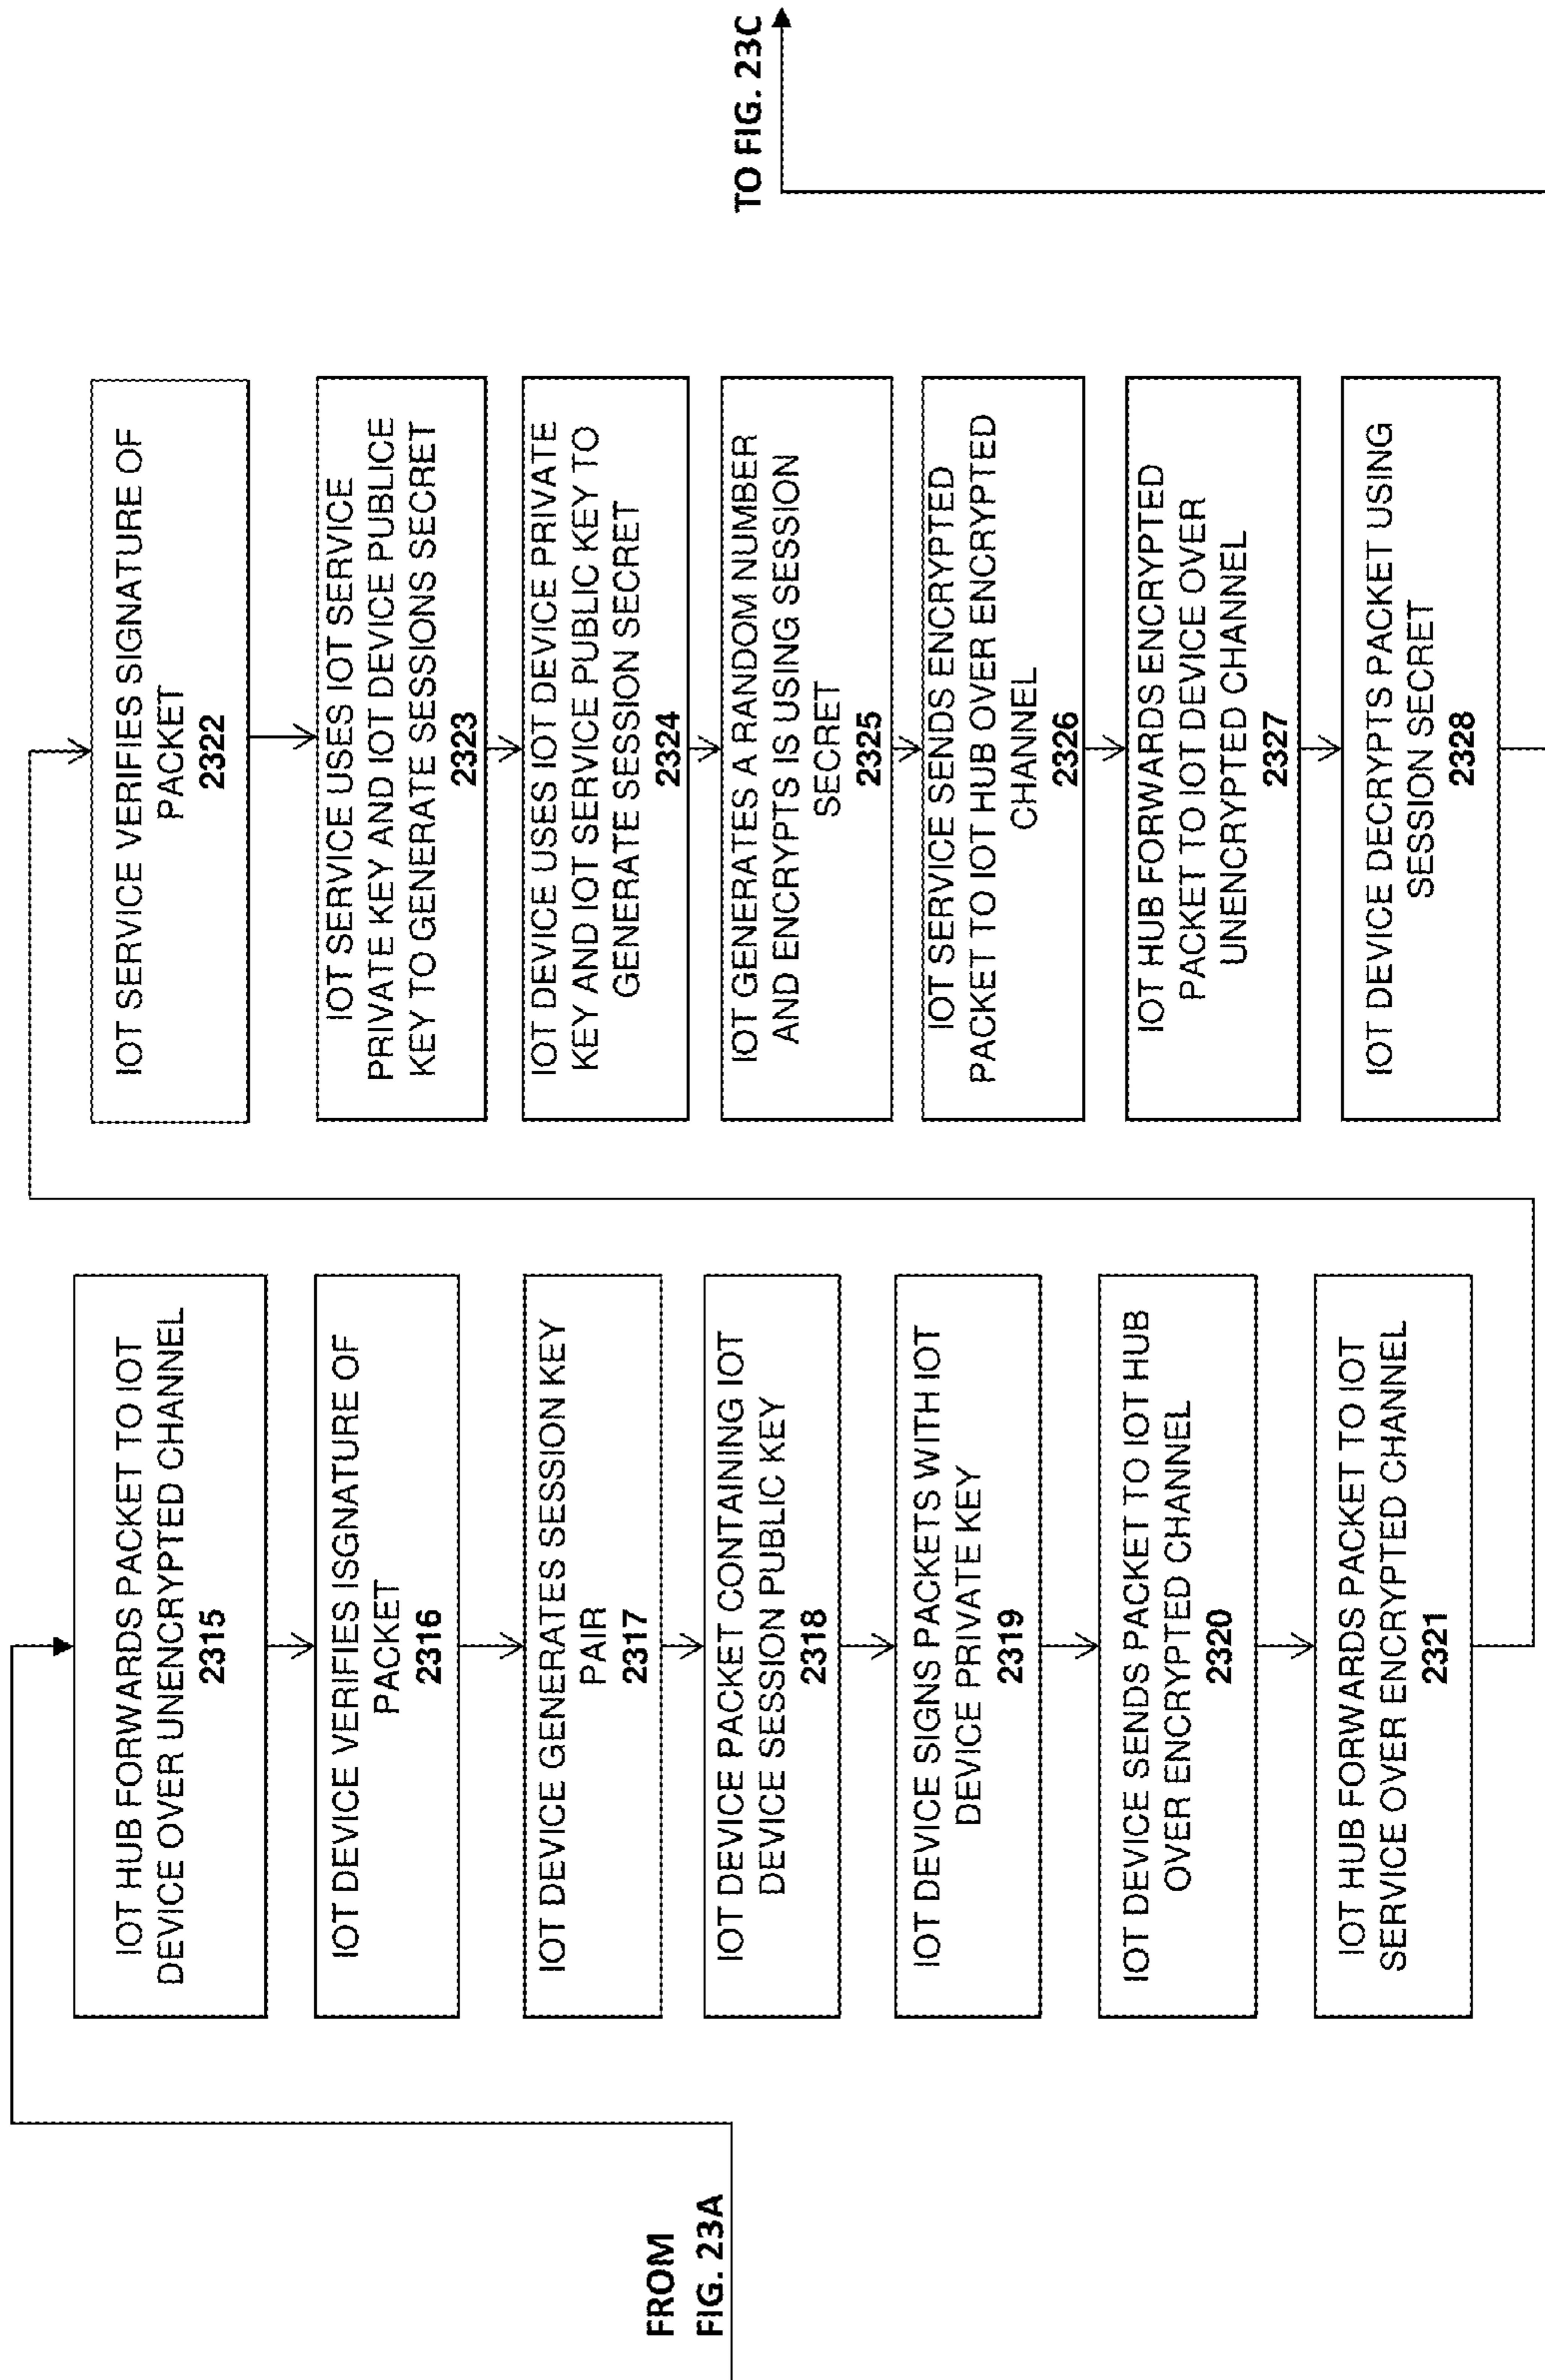 FROM
FIG. 23A
IOT HUB FORWARDS PACKET TO IOT
DEVICE OVER UNENCRYPTED CHANNEL
2315
IOT DEVICE VERIFIES ISGNATURE OF
PACKET
2316
IOT DEVICE GENERATES SESSION KEY
PAIR
2317
IOT DEVICE PACKET CONTAINING IOT
DEVICE SESSION PUBLIC KEY
2318
IOT DEVICE SIGNS PACKETS WITH IOT
DEVICE PRIVATE KEY
2319
IOT DEVICE SENDS PACKET TO IOT HUB
OVER ENCRYPTED CHANNEL
2320
IOT HUB FORWARDS PACKET TO IOT
SERVICE OVER ENCRYPTED CHANNEL
2321
IOT SERVICE VERIFIES SIGNATURE OF
PACKET
2322
IOT SERVICE USES IOT SERVICE
PRIVATE KEY AND IOT DEVICE PUBLICE
KEY TO GENERATE SESSIONS SECRET
2323
IOT DEVICE USES IOT DEVICE PRIVATE
KEY AND IOT SERVICE PUBLIC KEY TO
GENERATE SESSION SECRET
2324
IOT GENERATES A RANDOM NUMBER
AND ENCRYPTS IS USING SESSION
SECRET
2325
IOT SERVICE SENDS ENCRYPTED
PACKET TO IOT HUB OVER ENCRYPTED
CHANNEL
2326
IOT HUB FORWARDS ENCRYPTED
PACKET TO IOT DEVICE OVER
UNENCRYPTED CHANNEL
2327
IOT DEVICE DECRYPTS PACKET USING
SESSION SECRET
2328
TO FIG. 23C